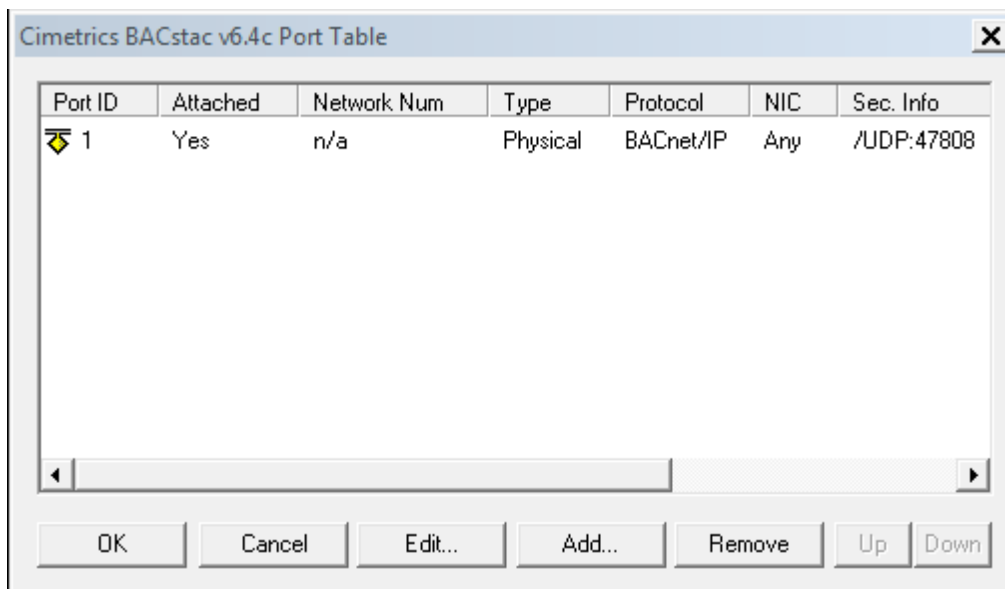 Cimetrics BACstac v6.4c Port Table
Port ID Attached Network Num Type Protocol NIC Sec. Info
1 Yes n/a Physical BACnet/IP Any /UDP:47808
OK Cancel Edit... Add... Remove Up Down